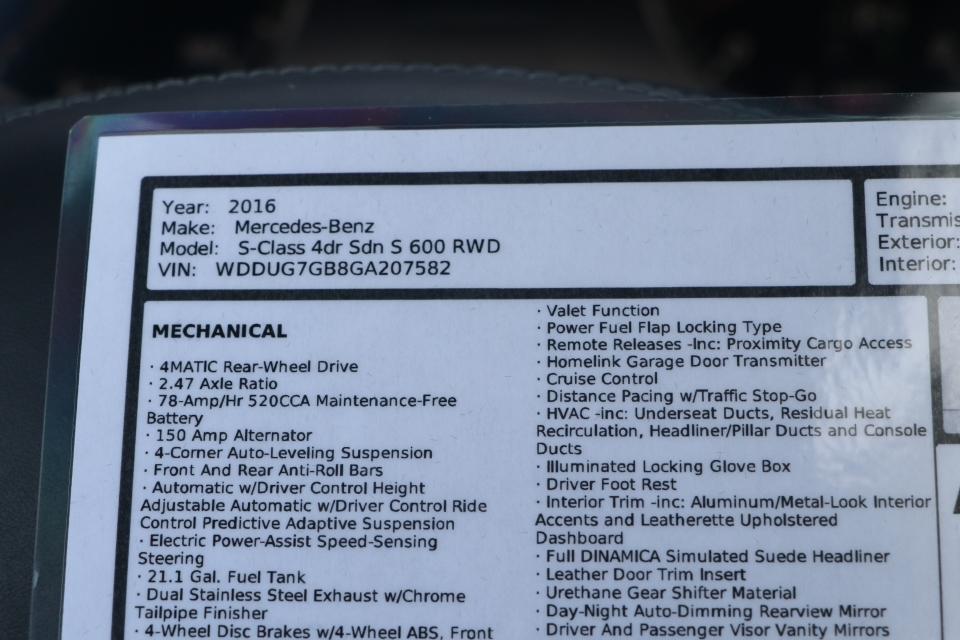 Year: 2016
Make: Mercedes-Benz
Model: S-Class 4dr Sdn S 600 RWD
VIN: WDDUG7GB8GA207582
Engine:
Exterior:
Interior:
MECHANICAL
· 4MATIC Rear-Wheel Drive
· 2.47 Axle Ratio
· 78-Amp/Hr 520CCA Maintenance-Free
Battery
· 150 Amp Alternator
· 4-Corner Auto-Leveling Suspension
· Front And Rear Anti-Roll Bars
· Automatic w/Driver Control Height
Adjustable Automatic w/Driver Control Ride
Control Predictive Adaptive Suspension
· Electric Power-Assist Speed-Sensing
Steering
· 21.1 Gal. Fuel Tank
· Dual Stainless Steel Exhaust w/Chrome
Tailpipe Finisher
· 4-Wheel Disc Brakes w/4-Wheel ABS, Front
· Valet Function
· Power Fuel Flap Locking Type
· Remote Releases -Inc: Proximity Cargo Access
· Homelink Garage Door Transmitter
· Cruise Control
· Distance Pacing w/Traffic Stop-Go
· HVAC -inc: Underseat Ducts, Residual Heat
Recirculation, Headliner/Pillar Ducts and Console
Ducts
· Illuminated Locking Glove Box
· Driver Foot Rest
· Interior Trim -inc: Aluminum/Metal-Look Interior
Accents and Leatherette Upholstered
Dashboard
· Full DINAMICA Simulated Suede Headliner
· Leather Door Trim Insert
· Urethane Gear Shifter Material
· Day-Night Auto-Dimming Rearview Mirror
· Driver And Passenger Visor Vanity Mirrors